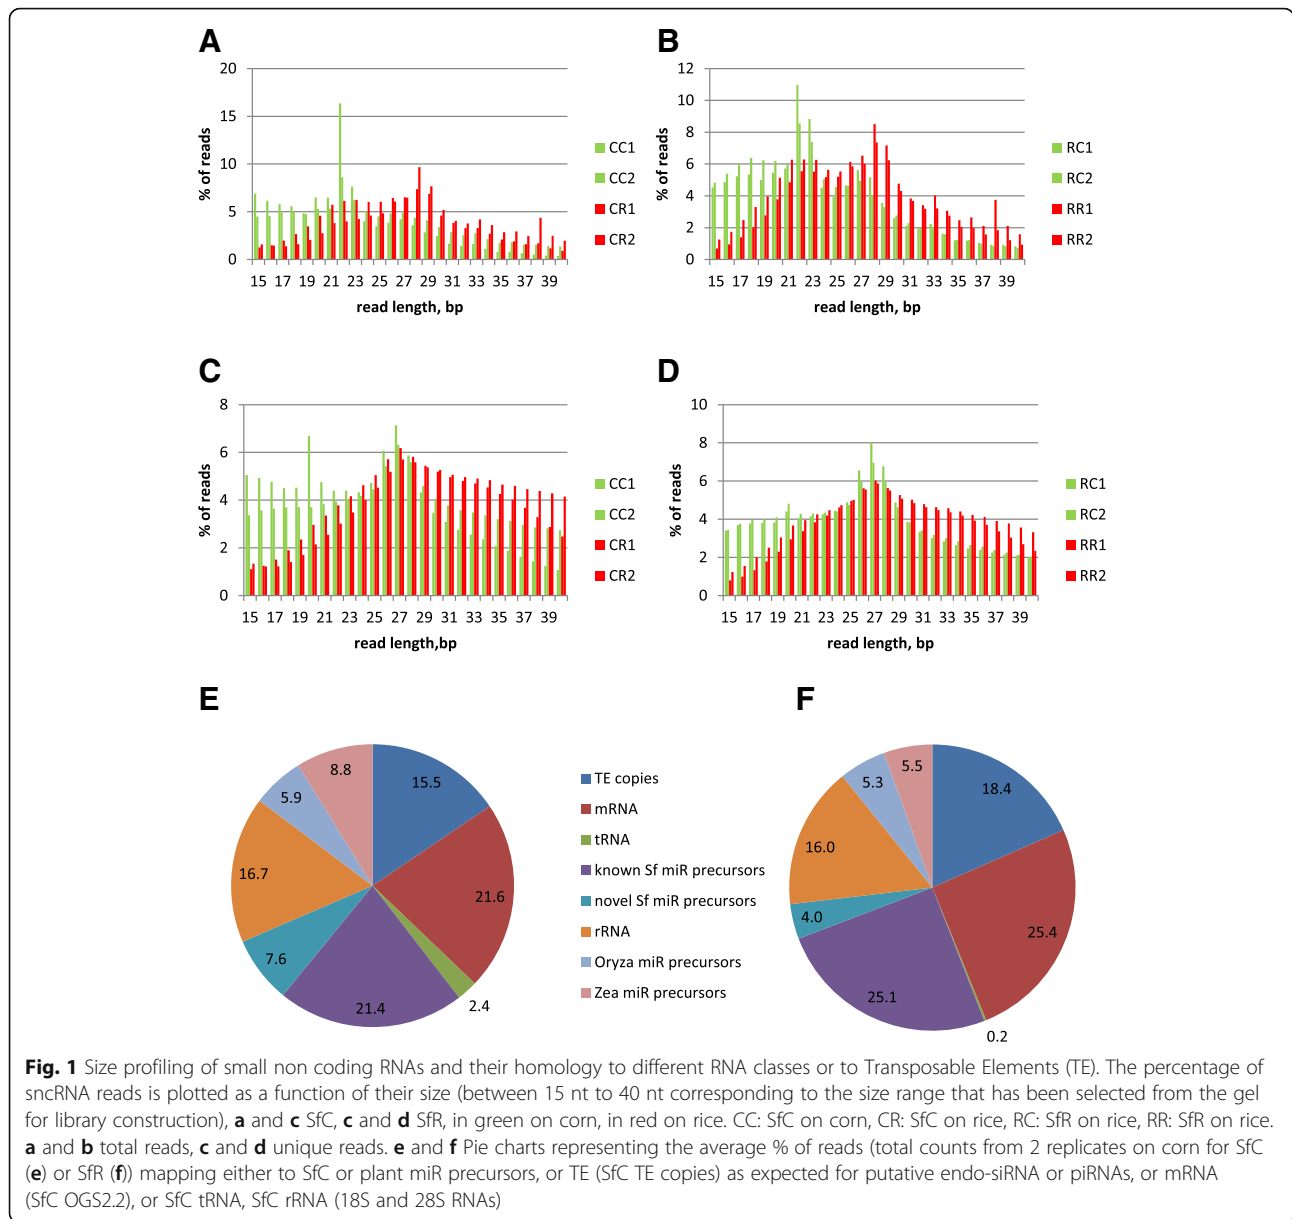 A
20
15
10
5
0
% of reads
15 17 19 21 23 25 27 29 31 33 35 37 39
read length, bp
CC1
CC2
CR1
CR2
B
12
10
8
6
4
2
0
% of reads
15 17 19 21 23 25 27 29 31 33 35 37 39
read length, bp
RC1
RC2
RR1
RR2
C
8
6
4
2
0
% of reads
15 17 19 21 23 25 27 29 31 33 35 37 39
read length,bp
CC1
CC2
CR1
CR2
D
10
8
6
4
2
0
% of reads
15 17 19 21 23 25 27 29 31 33 35 37 39
read length, bp
RC1
RC2
RR1
RR2
E
15.5
21.6
2.4
21.4
7.6
16.7
5.9
8.8
TE copies
mRNA
tRNA
known Sf miR precursors
novel Sf miR precursors
rRNA
Oryza miR precursors
Zea miR precursors
F
18.4
25.4
0.2
25.1
4.0
16.0
5.3
5.5
Fig. 1 Size profiling of small non coding RNAs and their homology to different RNA classes or to Transposable Elements (TE). The percentage of
sncRNA reads is plotted as a function of their size (between 15 nt to 40 nt corresponding to the size range that has been selected from the gel
for library construction), a and c SfC, c and d SfR, in green on corn, in red on rice. CC: SfC on corn, CR: SfC on rice, RC: SfR on rice, RR: SfR on rice.
a and b total reads, c and d unique reads. e and f Pie charts representing the average % of reads (total counts from 2 replicates on corn for SfC
(e) or SfR (f)) mapping either to SfC or plant miR precursors, or TE (SfC TE copies) as expected for putative endo-siRNA or piRNAs, or mRNA
(SfC OGS2.2), or SfC tRNA, SfC rRNA (18S and 28S RNAs)